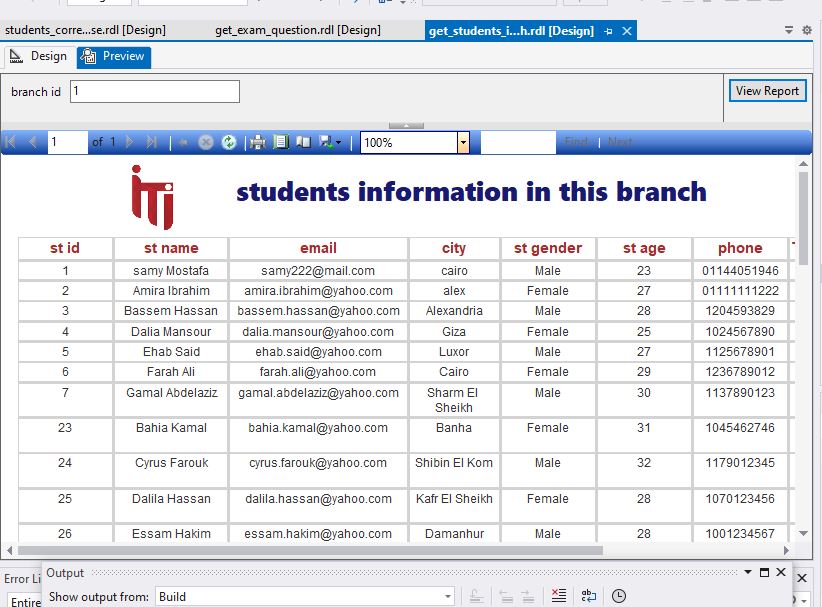 students_corre...se.rdl [Design] get_exam_question.rdl [Design] get_students_i...h.rdl [Design]
Design Preview
branch id 1 View Report
1 of 1 100% Find | Next
iTi students information in this branch
st id st name email city st gender st age phone
1 samy Mostafa samy222@mail.com cairo Male 23 01144051946
2 Amira Ibrahim amira.ibrahim@yahoo.com alex Female 27 01111111222
3 Bassem Hassan bassem.hassan@yahoo.com Alexandria Male 28 1204593829
4 Dalia Mansour dalia.mansour@yahoo.com Giza Female 25 1024567890
5 Ehab Said ehab.said@yahoo.com Luxor Male 27 1125678901
6 Farah Ali farah.ali@yahoo.com Cairo Female 29 1236789012
7 Gamal Abdelaziz gamal.abdelaziz@yahoo.com Sharm El Male 30 1137890123
Sheikh
23 Bahia Kamal bahia.kamal@yahoo.com Banha Female 31 1045462746
24 Cyrus Farouk cyrus.farouk@yahoo.com Shibin El Kom Male 32 1179012345
25 Dalila Hassan dalila.hassan@yahoo.com Kafr El Sheikh Female 28 1070123456
26 Essam Hakim essam.hakim@yahoo.com Damanhur Male 28 1001234567
Output
Error Li
Show output from: Build
Entire